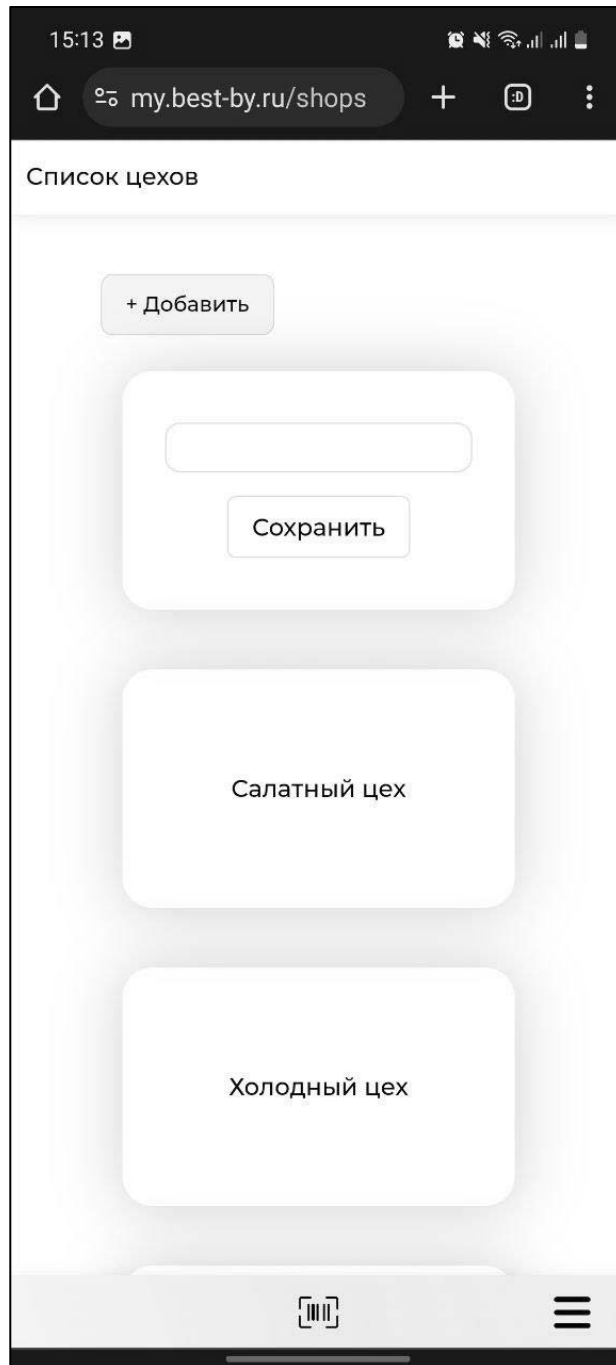 15:13
my.best-by.ru/shops
:D
Список цехов
+ Добавить
Сохранить
Салатный цех
Холодный цех